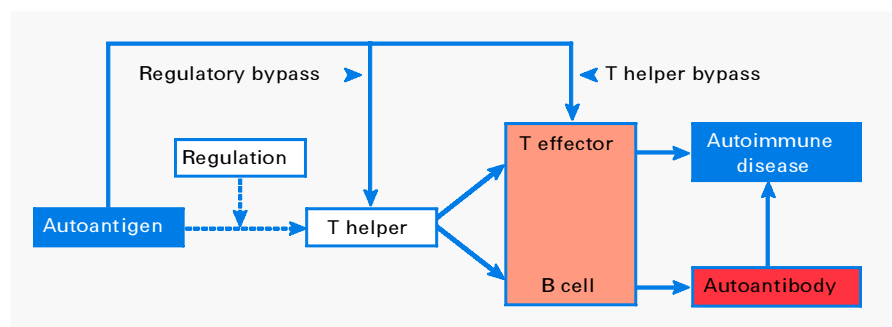 Regulatory bypass
T helper bypass
T effector
Autoimmune
disease
Regulation
Autoantigen
T helper
B cell
Autoantibody